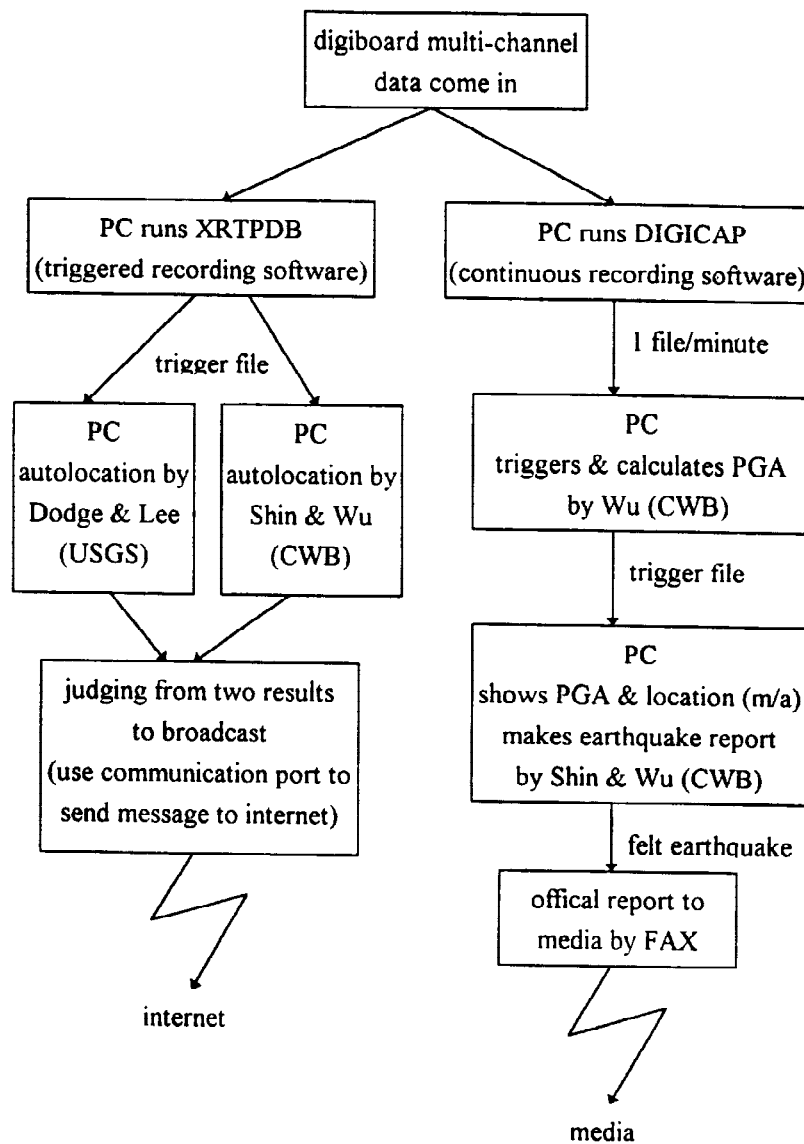 digiboard multi-channel
data come in
PC runs XRTPDB
(triggered recording software)
PC runs DIGICAP
(continuous recording software)
trigger file
1 file/minute
PC
autolocation by
Dodge & Lee
(USGS)
PC
autolocation by
Shin & Wu
(CWB)
PC
triggers & calculates PGA
by Wu (CWB)
trigger file
judging from two results
to broadcast
(use communication port to
send message to internet)
PC
shows PGA & location (m/a)
makes earthquake report
by Shin & Wu (CWB)
felt earthquake
offical report to
media by FAX
internet
media